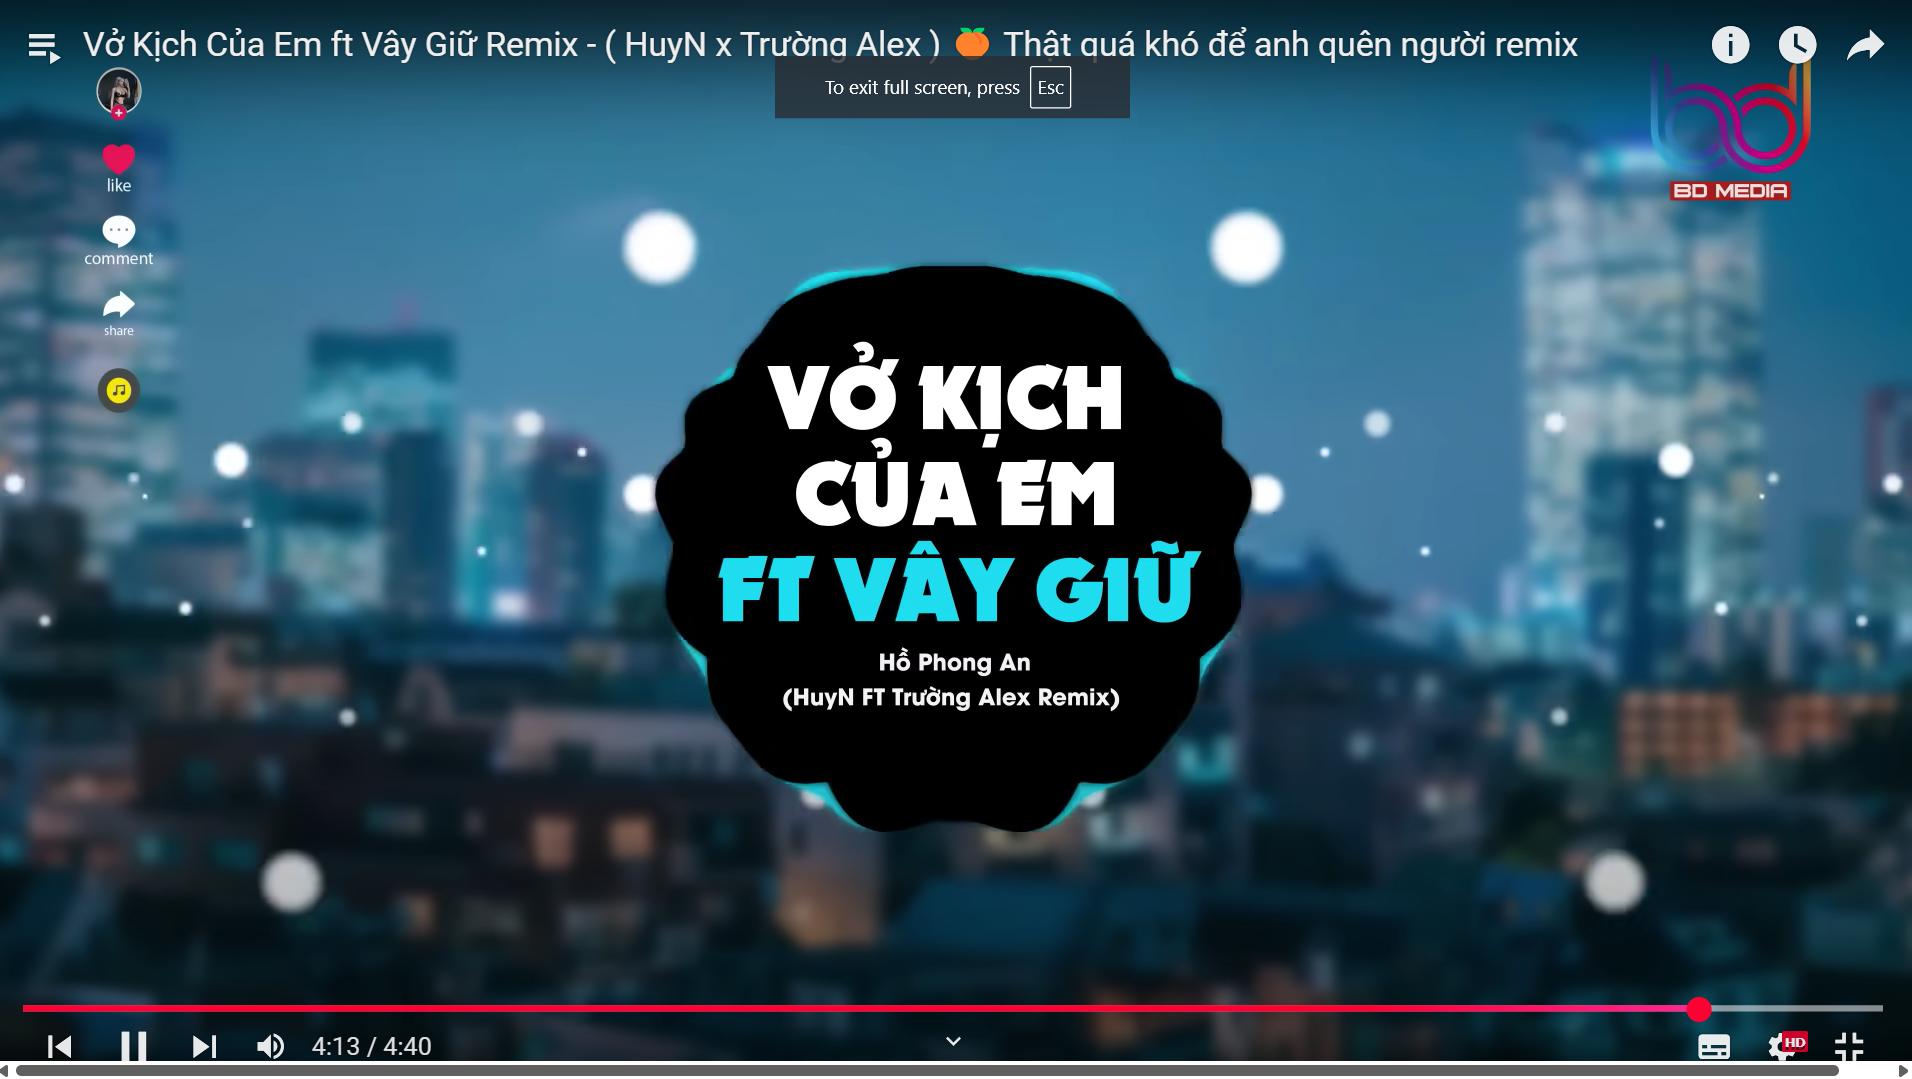 Vở Kịch Của Em ft Vây Giữ Remix - ( HuyN x Trường Alex ) 🍑 Thật quá khó để anh quên người remix
To exit full screen, press Esc
BD MEDIA
like
comment
share
VỞ KỊCH
CỦA EM
FT VÂY GIỮ
Hồ Phong An
(HuyN FT Trường Alex Remix)
4:13 / 4:40
HD